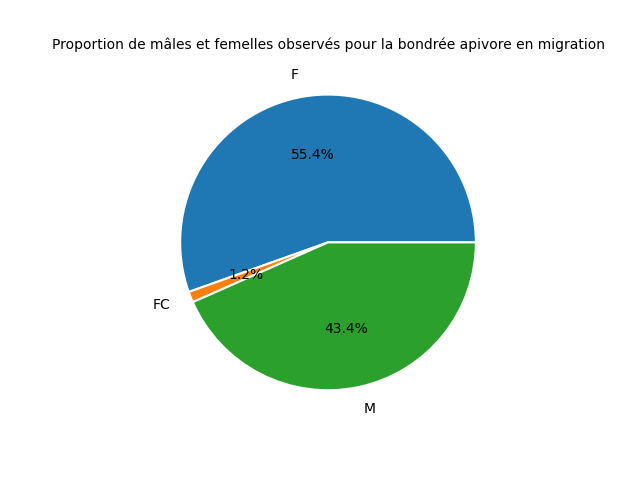 Proportion de mâles et femelles observés pour la bondrée apivore en migration
F
55.4%
1.2%
FC
43.4%
M